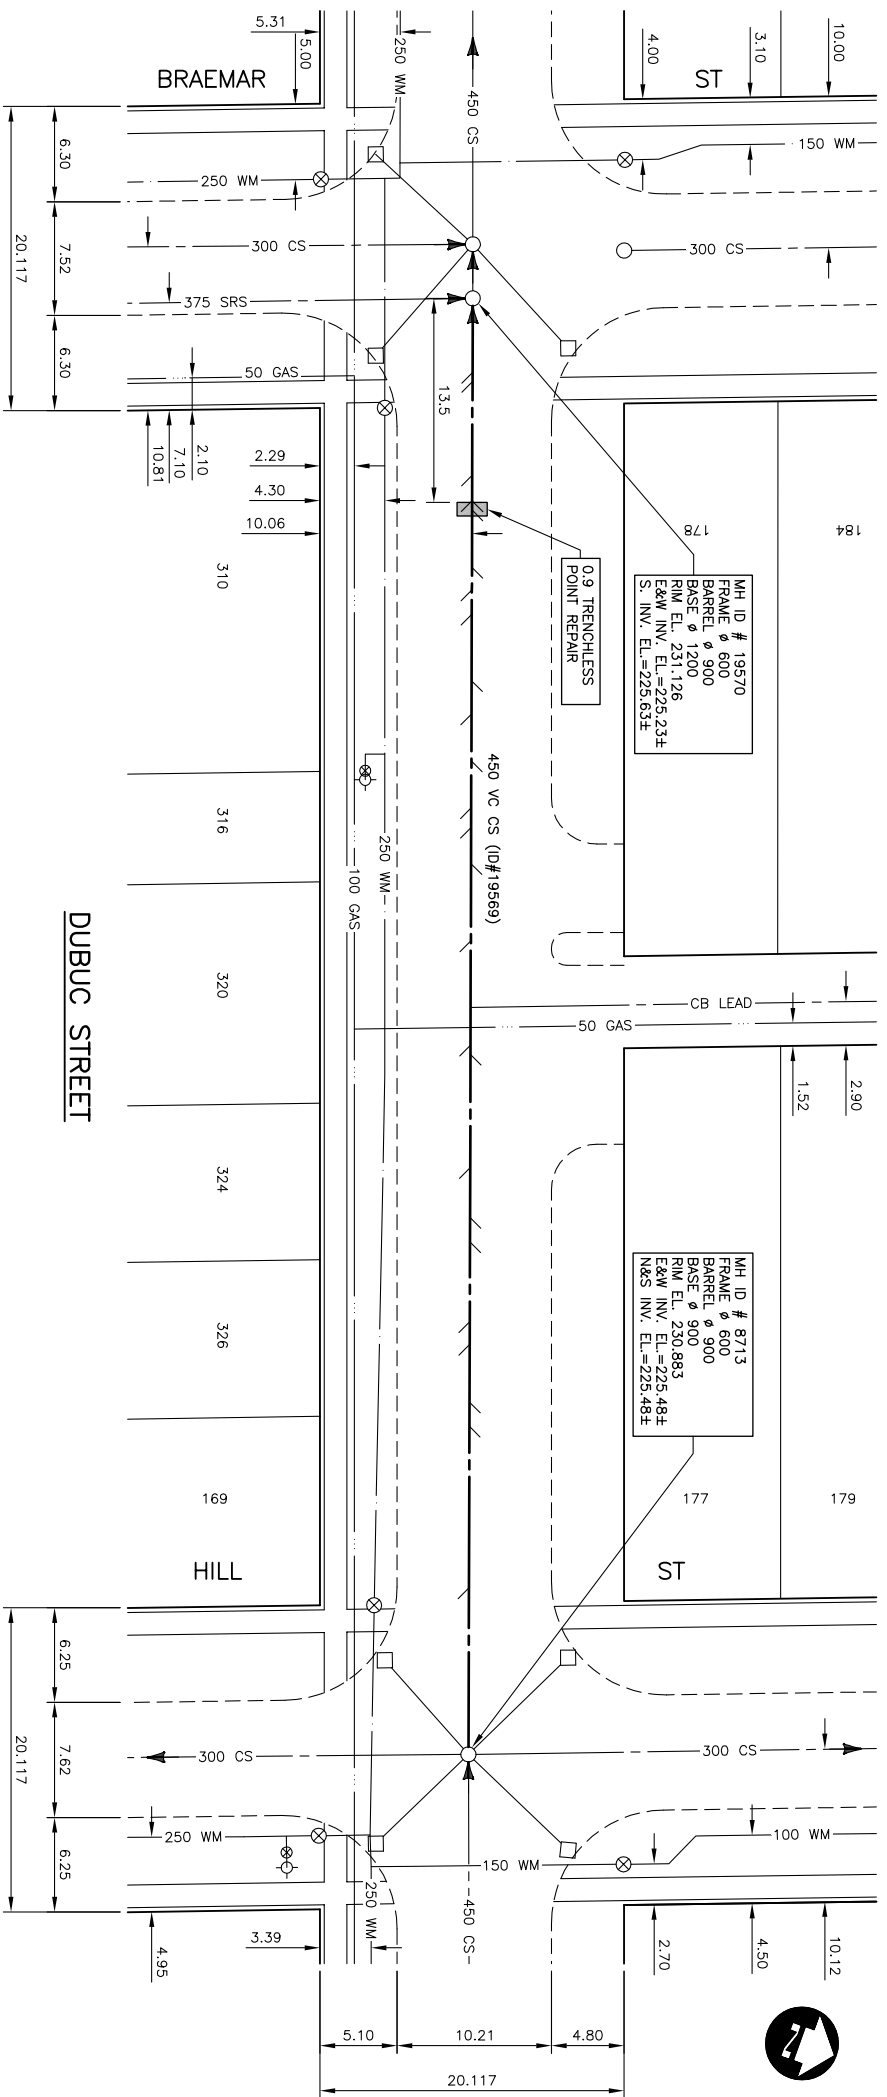 5.31
5.00
BRAEMAR
250 WM
450 CS
4.00
ST
3.10
10.00
150 WM
250 WM
300 CS
300 CS
375 SRS
50 GAS
6.30
7.52
6.30
20.117
13.5
2.10
7.10
10.81
2.29
4.30
10.06
310
178
184
0.9 TRENCHLESS
POINT REPAIR
MH ID # 19570
FRAME ø 600
BARREL ø 900
BASE ø 1200
RIM EL. 231.126
E&W INV. EL.=225.23±
S. INV. EL.=225.63±
450 VC CS (ID#19569)
316
250 WM
100 GAS
DUBUC STREET
320
CB LEAD
50 GAS
1.52
2.90
324
326
MH ID # 8713
FRAME ø 600
BARREL ø 900
BASE ø 900
RIM EL. 230.883
E&W INV. EL.=225.48±
N&S INV. EL.=225.48±
169
177
179
HILL
ST
6.25
7.62
6.25
20.117
300 CS
300 CS
250 WM
150 WM
100 WM
250 WM
450 CS
4.95
3.39
2.70
4.50
10.12
5.10
10.21
4.80
20.117
N